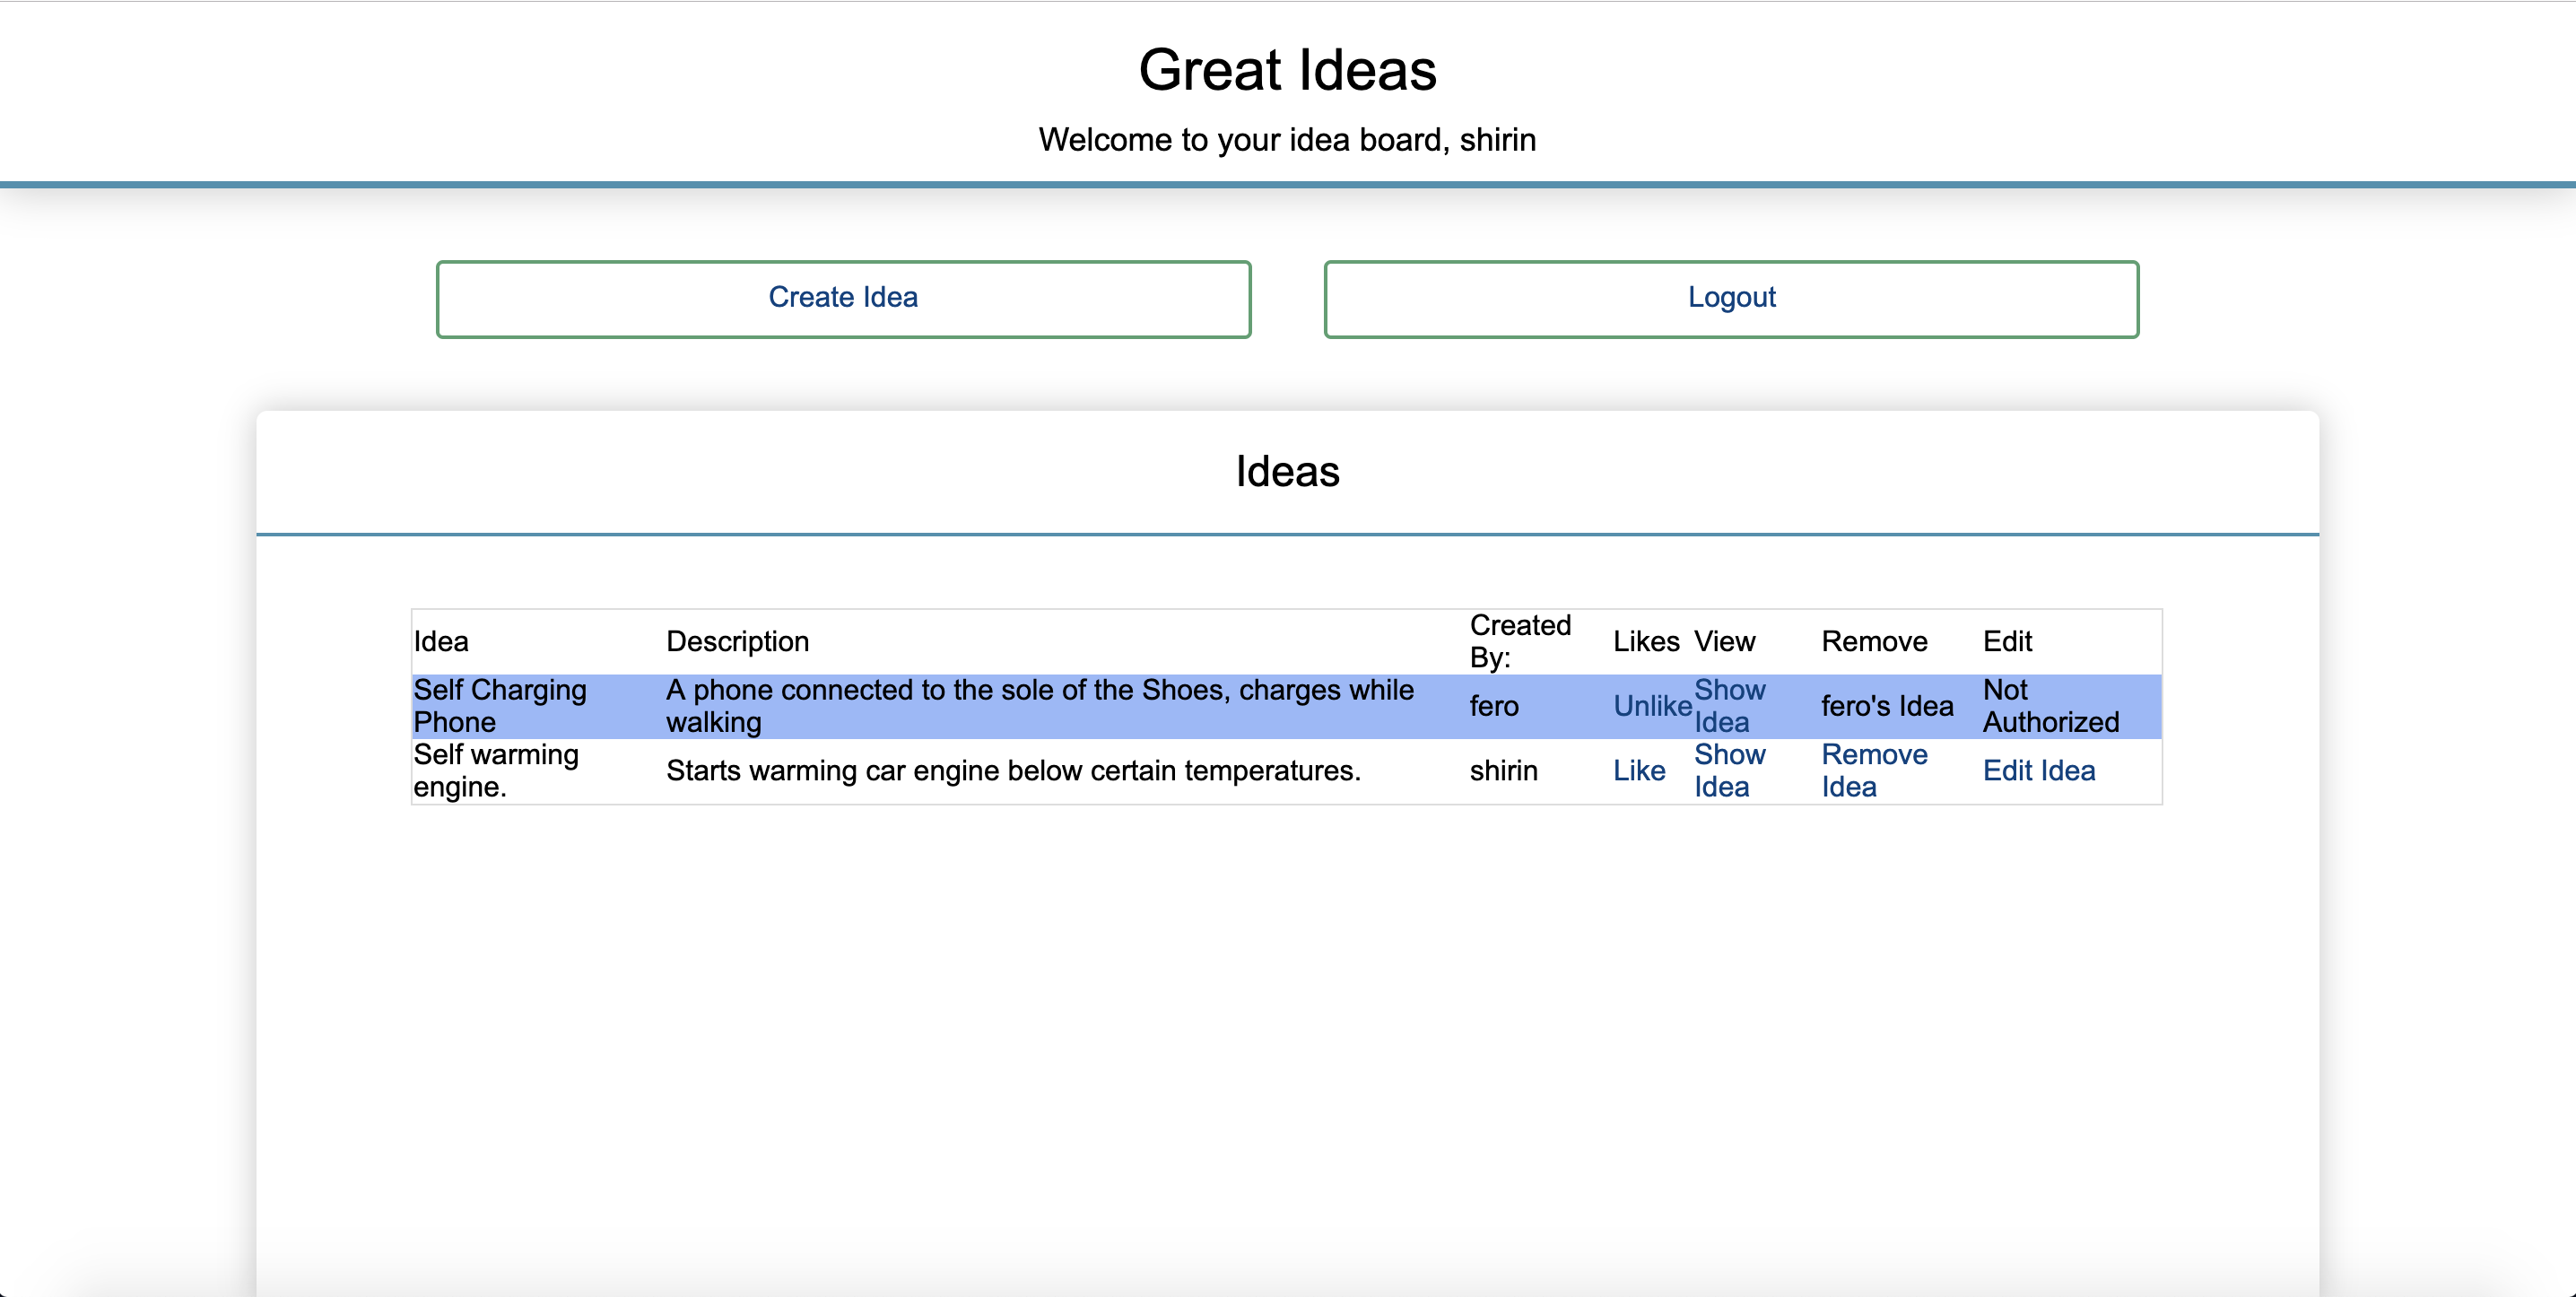 Great Ideas
Welcome to your idea board, shirin
Create Idea
Logout
Ideas
Idea Description Created By: Likes View Remove Edit
Self Charging Phone A phone connected to the sole of the Shoes, charges while walking fero Unlike Show Idea fero's Idea Not Authorized
Self warming engine. Starts warming car engine below certain temperatures. shirin Like Show Idea Remove Idea Edit Idea